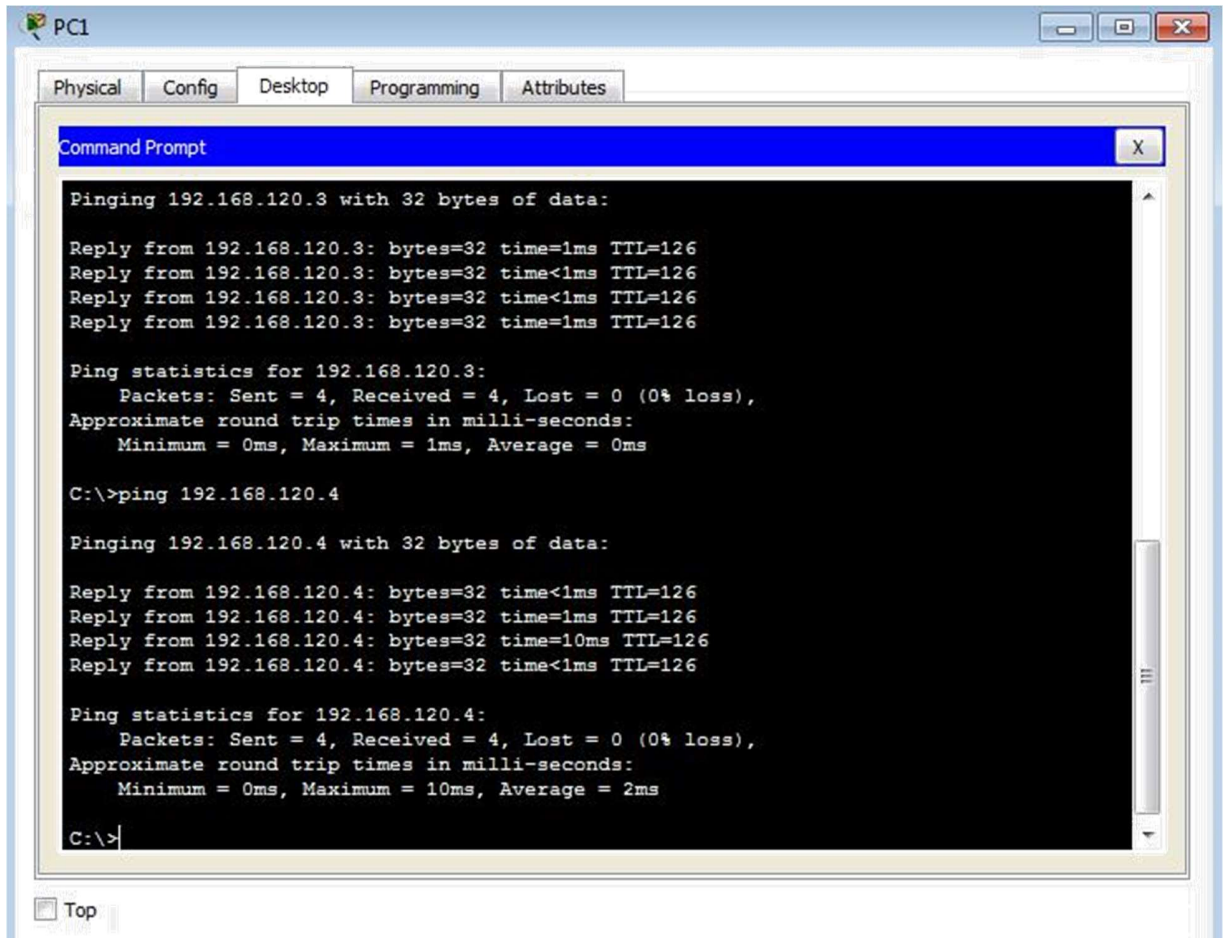 PC1
Physical Config Desktop Programming Attributes
Command Prompt X
Pinging 192.168.120.3 with 32 bytes of data:
Reply from 192.168.120.3: bytes=32 time=1ms TTL=126
Reply from 192.168.120.3: bytes=32 time<1ms TTL=126
Reply from 192.168.120.3: bytes=32 time<1ms TTL=126
Reply from 192.168.120.3: bytes=32 time=1ms TTL=126
Ping statistics for 192.168.120.3:
Packets: Sent = 4, Received = 4, Lost = 0 (0% loss),
Approximate round trip times in milli-seconds:
Minimum = 0ms, Maximum = 1ms, Average = 0ms
C:\>ping 192.168.120.4
Pinging 192.168.120.4 with 32 bytes of data:
Reply from 192.168.120.4: bytes=32 time<1ms TTL=126
Reply from 192.168.120.4: bytes=32 time=1ms TTL=126
Reply from 192.168.120.4: bytes=32 time=10ms TTL=126
Reply from 192.168.120.4: bytes=32 time<1ms TTL=126
Ping statistics for 192.168.120.4:
Packets: Sent = 4, Received = 4, Lost = 0 (0% loss),
Approximate round trip times in milli-seconds:
Minimum = 0ms, Maximum = 10ms, Average = 2ms
C:\>
Top